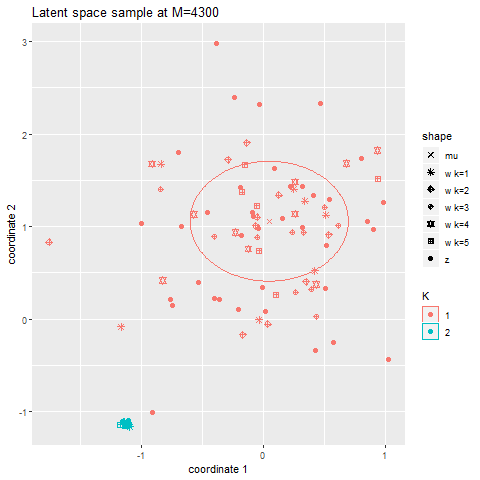 Latent space sample at M=4300
3
2
1
0
-1
coordinate 2
-1
0
1
coordinate 1
shape
mu
w k=1
w k=2
w k=3
w k=4
w k=5
z
K
1
2